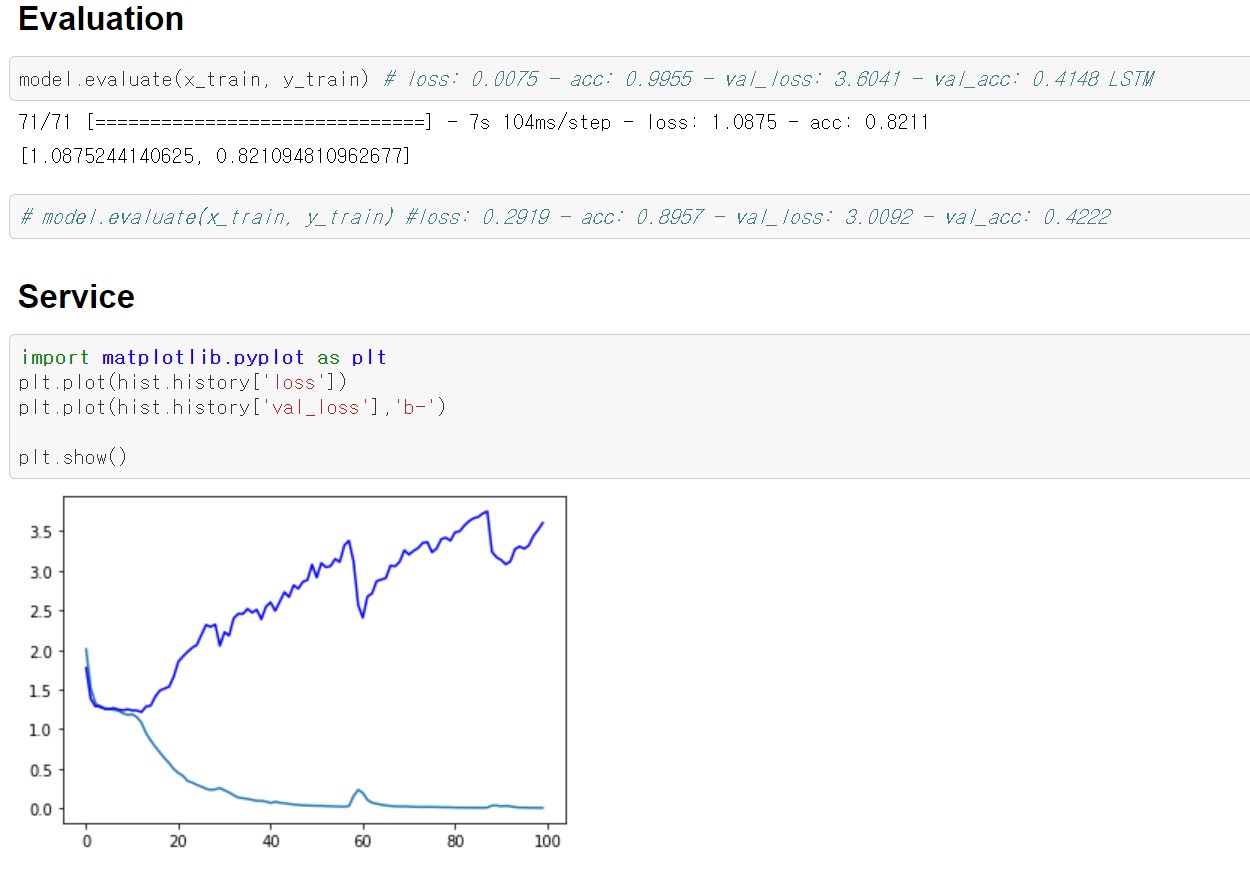 Evaluation
model.evaluate(x_train, y_train) # loss: 0.0075 - acc: 0.9955 - val_loss: 3.6041 - val_acc: 0.4148 LSTM
71/71 [==============================] - 7s 104ms/step - loss: 1.0875 - acc: 0.8211
[1.0875244140625, 0.821094810962677]
# model.evaluate(x_train, y_train) #loss: 0.2919 - acc: 0.8957 - val_loss: 3.0092 - val_acc: 0.4222
Service
import matplotlib.pyplot as plt
plt.plot(hist.history['loss'])
plt.plot(hist.history['val_loss'],'b-')
plt.show()
3.5
3.0
2.5
2.0
1.5
1.0
0.5
0.0
0 20 40 60 80 100